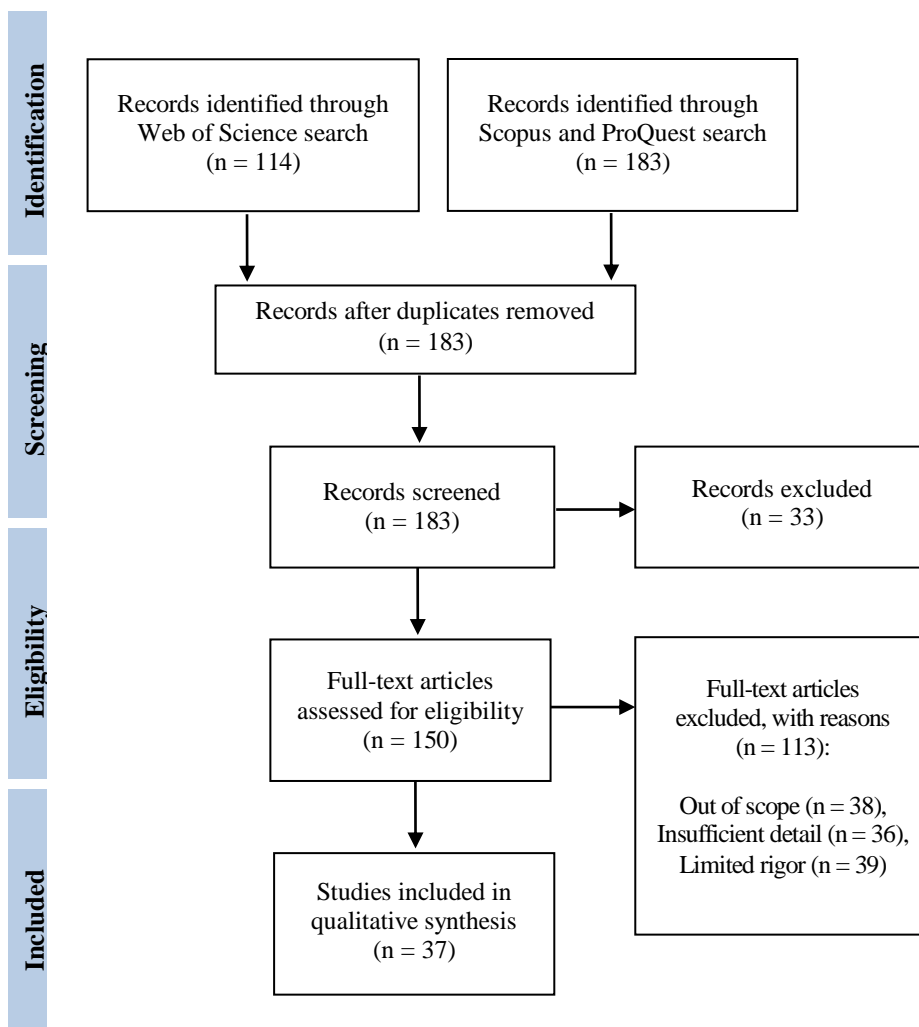 Identification
Records identified through
Web of Science search
(n = 114)
Records identified through
Scopus and ProQuest search
(n = 183)
Screening
Records after duplicates removed
(n = 183)
Records screened
(n = 183)
Records excluded
(n = 33)
Eligibility
Full-text articles
assessed for eligibility
(n = 150)
Full-text articles
excluded, with reasons
(n = 113):
Out of scope (n = 38),
Insufficient detail (n = 36),
Limited rigor (n = 39)
Included
Studies included in
qualitative synthesis
(n = 37)